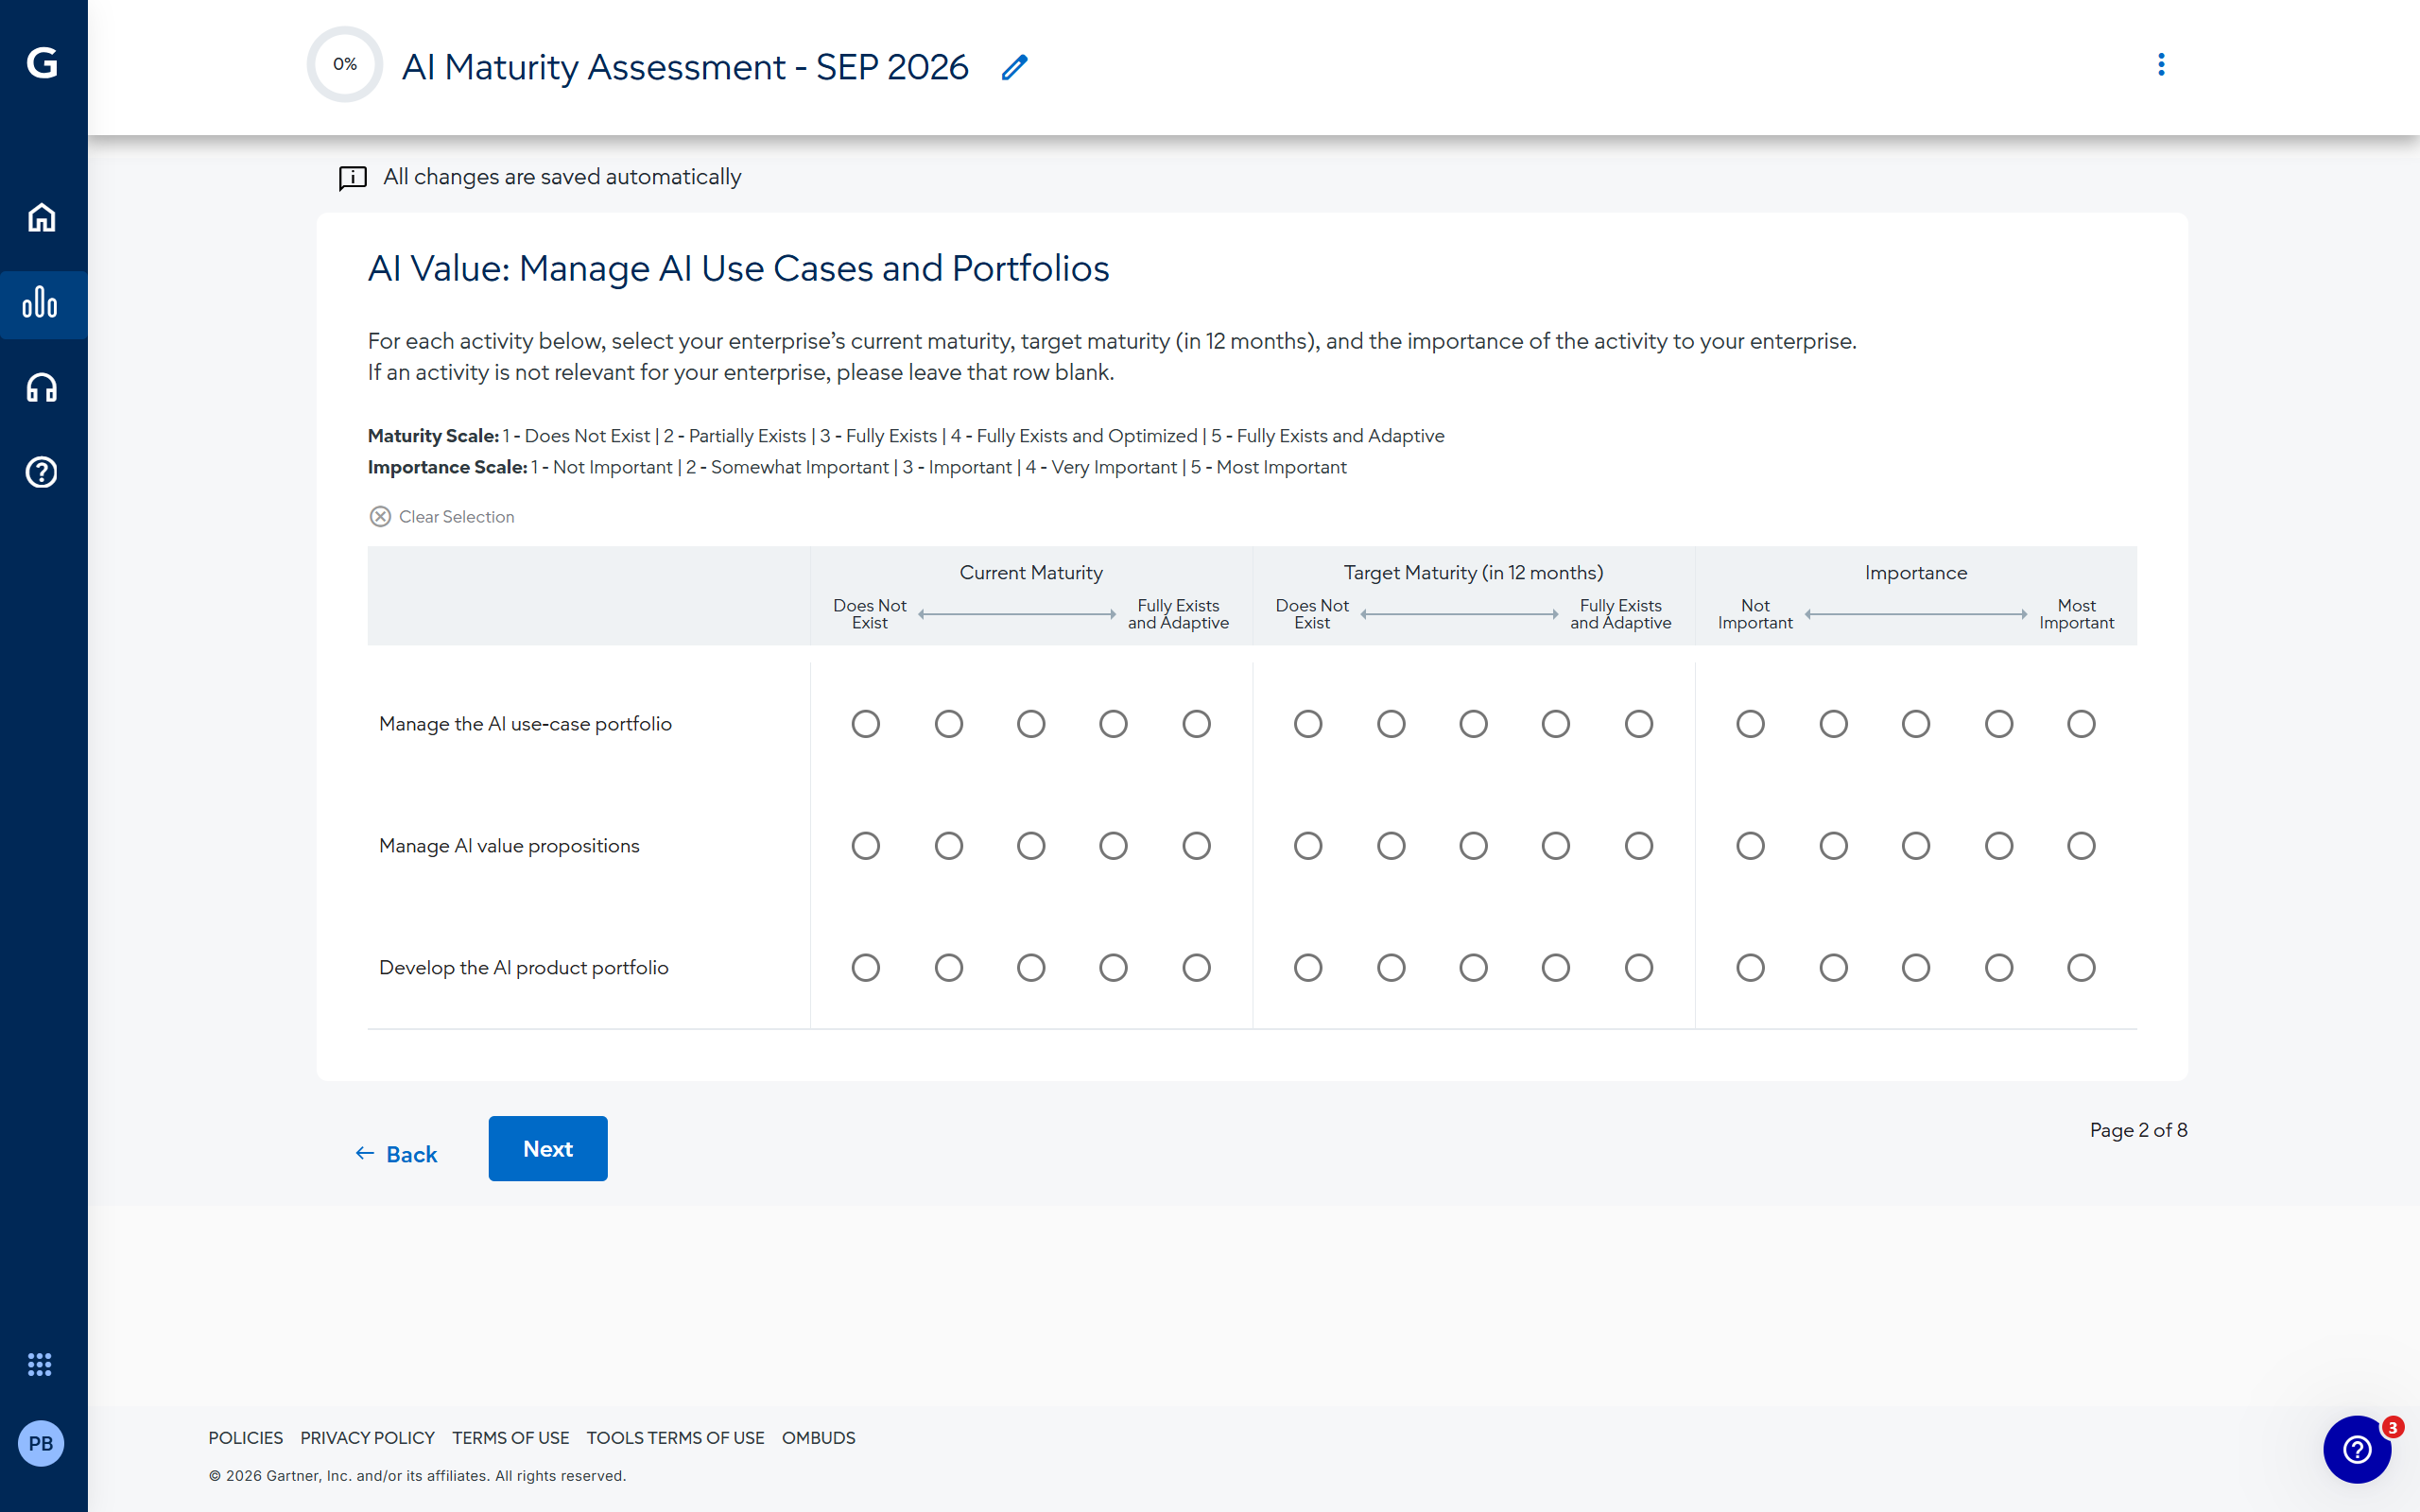 G
0%
AI Maturity Assessment - SEP 2026
All changes are saved automatically
AI Value: Manage AI Use Cases and Portfolios
For each activity below, select your enterprise’s current maturity, target maturity (in 12 months), and the importance of the activity to your enterprise.
If an activity is not relevant for your enterprise, please leave that row blank.
Maturity Scale: 1 - Does Not Exist | 2 - Partially Exists | 3 - Fully Exists | 4 - Fully Exists and Optimized | 5 - Fully Exists and Adaptive
Importance Scale: 1 - Not Important | 2 - Somewhat Important | 3 - Important | 4 - Very Important | 5 - Most Important
Clear Selection
Current Maturity
Does Not Exist
Fully Exists and Adaptive
Target Maturity (in 12 months)
Does Not Exist
Fully Exists and Adaptive
Importance
Not Important
Most Important
Manage the AI use-case portfolio
Manage AI value propositions
Develop the AI product portfolio
Back
Next
Page 2 of 8
PB
POLICIES PRIVACY POLICY TERMS OF USE TOOLS TERMS OF USE OMBUDS
© 2026 Gartner, Inc. and/or its affiliates. All rights reserved.
3